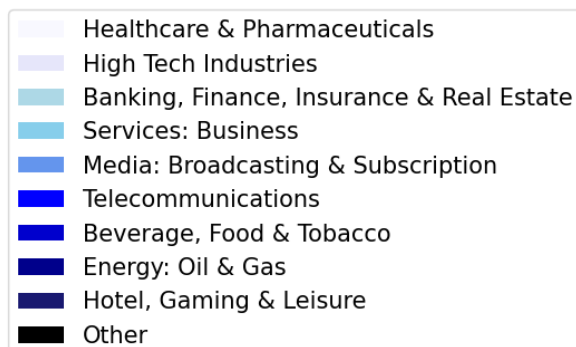 Healthcare & Pharmaceuticals
High Tech Industries
Banking, Finance, Insurance & Real Estate
Services: Business
Media: Broadcasting & Subscription
Telecommunications
Beverage, Food & Tobacco
Energy: Oil & Gas
Hotel, Gaming & Leisure
Other